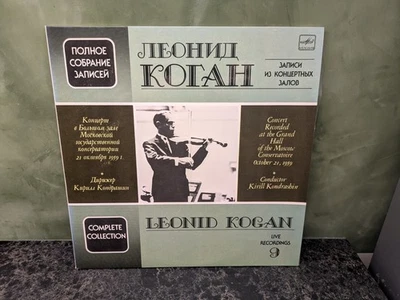 ПОЛНОЕ
СОБРАНИЕ
ЗАПИСЕЙ
ЛЕОНИД
КОГАН
ЗАПИСИ
ИЗ КОНЦЕРТНЫХ
ЗАЛОВ
Концерт
в Большом зале
Московской
государственной
консерватории
21 октября 1959 г.
Дирижер
Кирилл Кондрашин
Concert
Recorded
at the Grand
Hall
of the Moscow
Conservatoire
October 21, 1959
Conductor
Kirill Kondrashin
COMPLETE
COLLECTION
LEONID KOGAN
LIVE
RECORDINGS
9